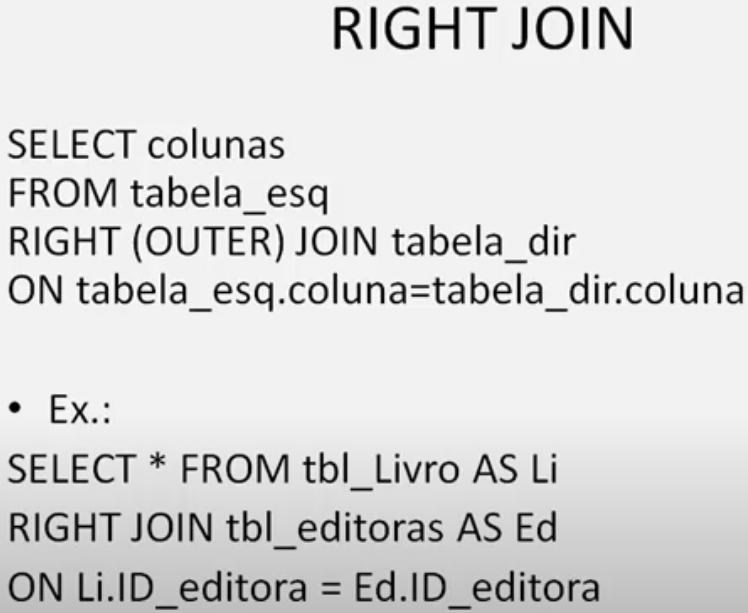 RIGHT JOIN
SELECT colunas
FROM tabela_esq
RIGHT (OUTER) JOIN tabela_dir
ON tabela_esq.coluna=tabela_dir.coluna
• Ex.:
SELECT * FROM tbl_Livro AS Li
RIGHT JOIN tbl_editoras AS Ed
ON Li.ID_editora = Ed.ID_editora